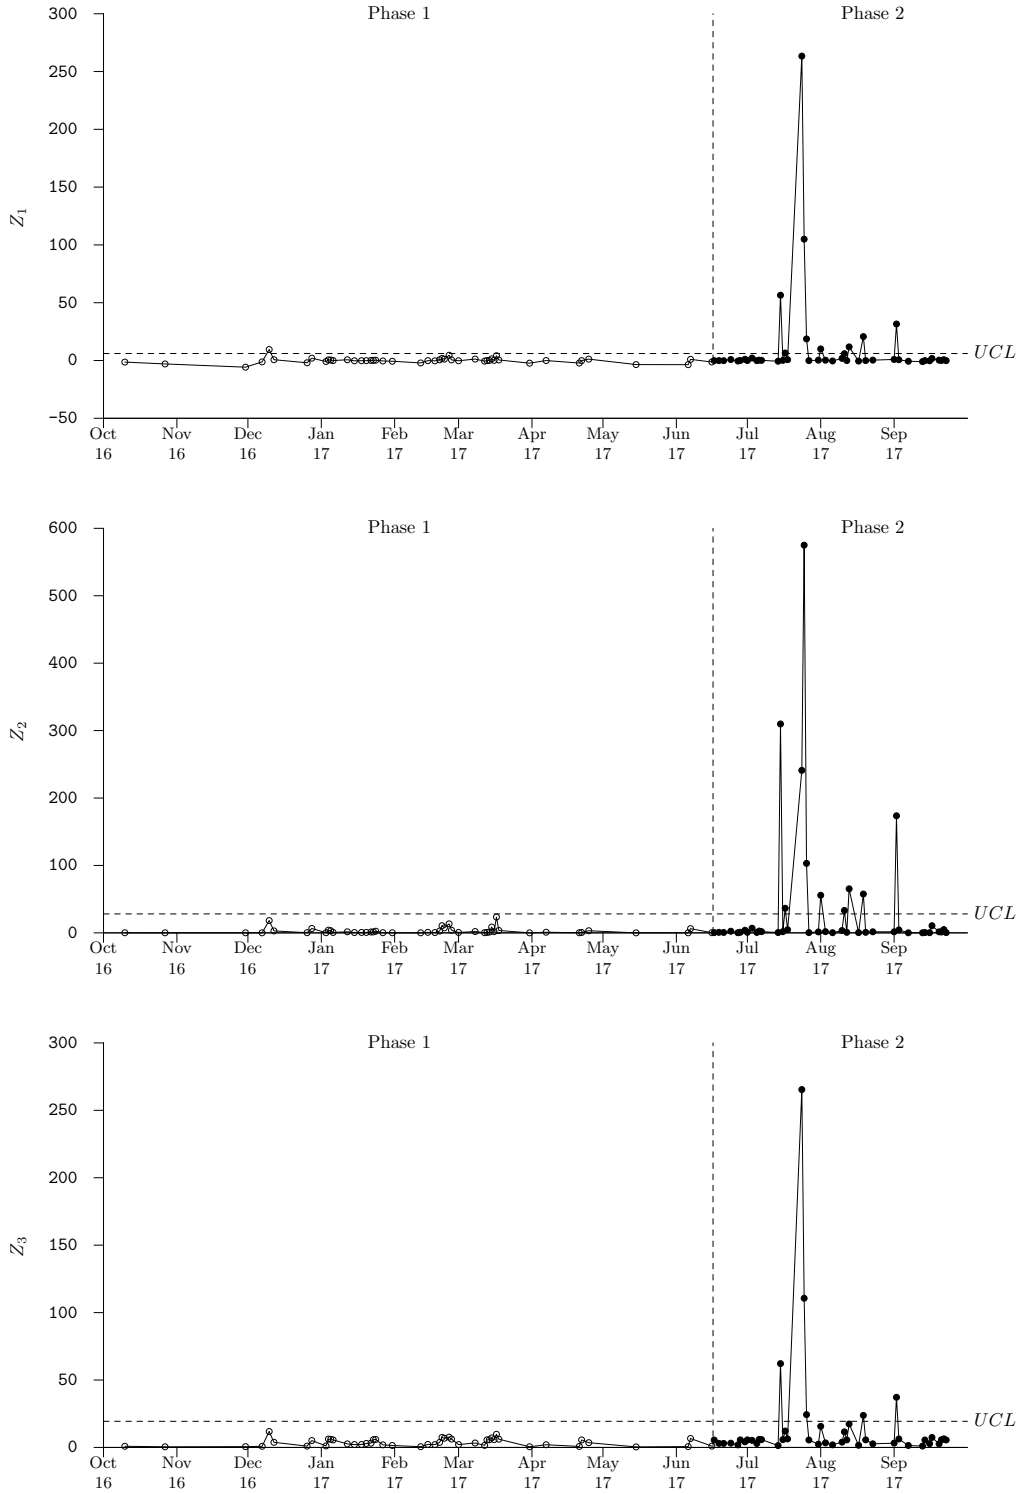 Phase 1 Phase 2
300
250
200
150
100
50
0
−50
Z1
UCL
Oct Nov Dec Jan Feb Mar Apr May Jun Jul Aug Sep
16 16 16 17 17 17 17 17 17 17 17 17
Phase 1 Phase 2
600
500
400
300
200
100
0
Z2
UCL
Oct Nov Dec Jan Feb Mar Apr May Jun Jul Aug Sep
16 16 16 17 17 17 17 17 17 17 17 17
Phase 1 Phase 2
300
250
200
150
100
50
0
Z3
UCL
Oct Nov Dec Jan Feb Mar Apr May Jun Jul Aug Sep
16 16 16 17 17 17 17 17 17 17 17 17